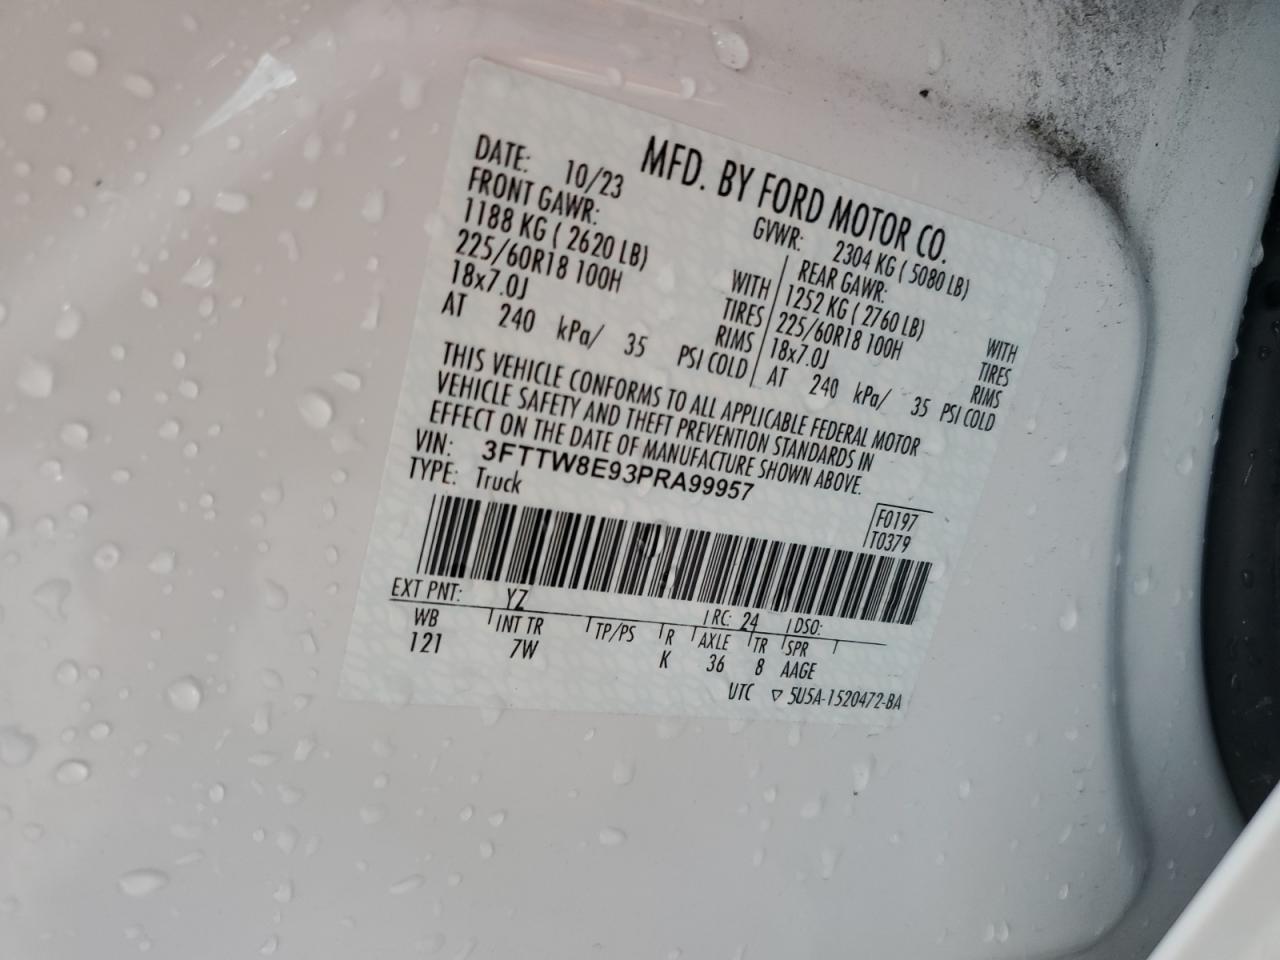 MFD. BY FORD MOTOR CO.
DATE: 10/23 GVWR: 2304 KG ( 5080 LB)
FRONT GAWR: REAR GAWR:
1188 KG ( 2620 LB) WITH 1252 KG ( 2760 LB) WITH
225/60R18 100H TIRES 225/60R18 100H TIRES
18x7.0J RIMS 18x7.0J RIMS
AT 240 kPa/ 35 PSI COLD AT 240 kPa/ 35 PSI COLD
THIS VEHICLE CONFORMS TO ALL APPLICABLE FEDERAL MOTOR
VEHICLE SAFETY AND THEFT PREVENTION STANDARDS IN
EFFECT ON THE DATE OF MANUFACTURE SHOWN ABOVE.
VIN: 3FTTW8E93PRA99957
TYPE: Truck
F0197
T0379
EXT PNT: YZ RC: 24 DSO:
WB INT TR TP/PS R AXLE TR SPR
121 7W K 36 8 AAGE
UTC ▽ 5U5A-1520472-BA